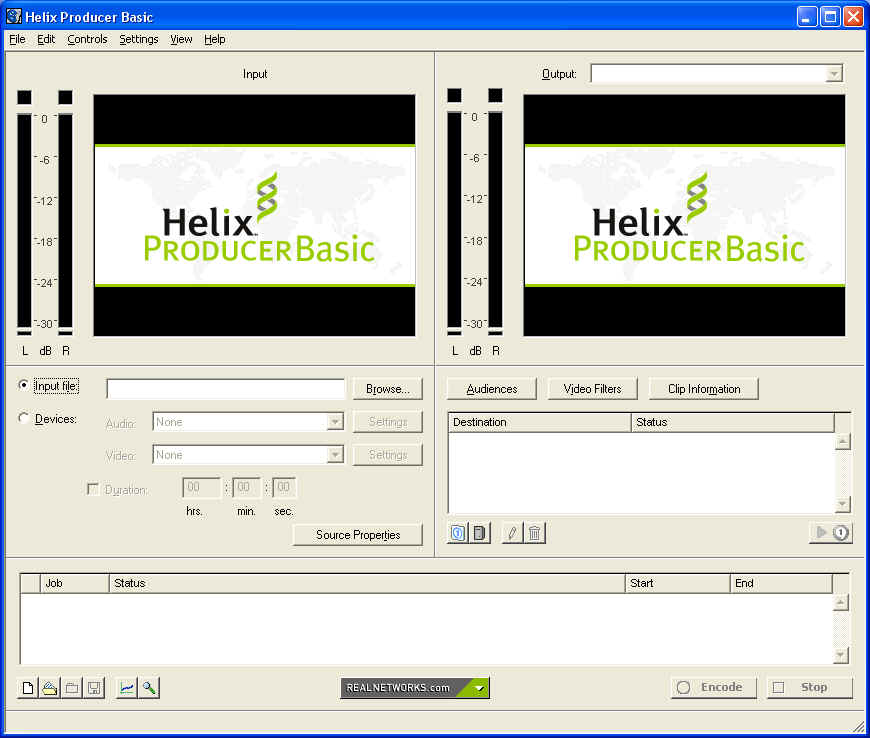 Helix Producer Basic
File Edit Controls Settings View Help
Input
Output:
0
-6
-12
-18
-24
-30
L dB R
Helix™
PRODUCER Basic
0
-6
-12
-18
-24
-30
L dB R
Helix™
PRODUCER Basic
Input file:
Browse...
Devices:
Audio:
None
Settings
Video:
None
Settings
Duration:
00 : 00 : 00
hrs. min. sec.
Source Properties
Audiences
Video Filters
Clip Information
Destination Status
1
Job Status Start End
REALNETWORKS.com
Encode
Stop